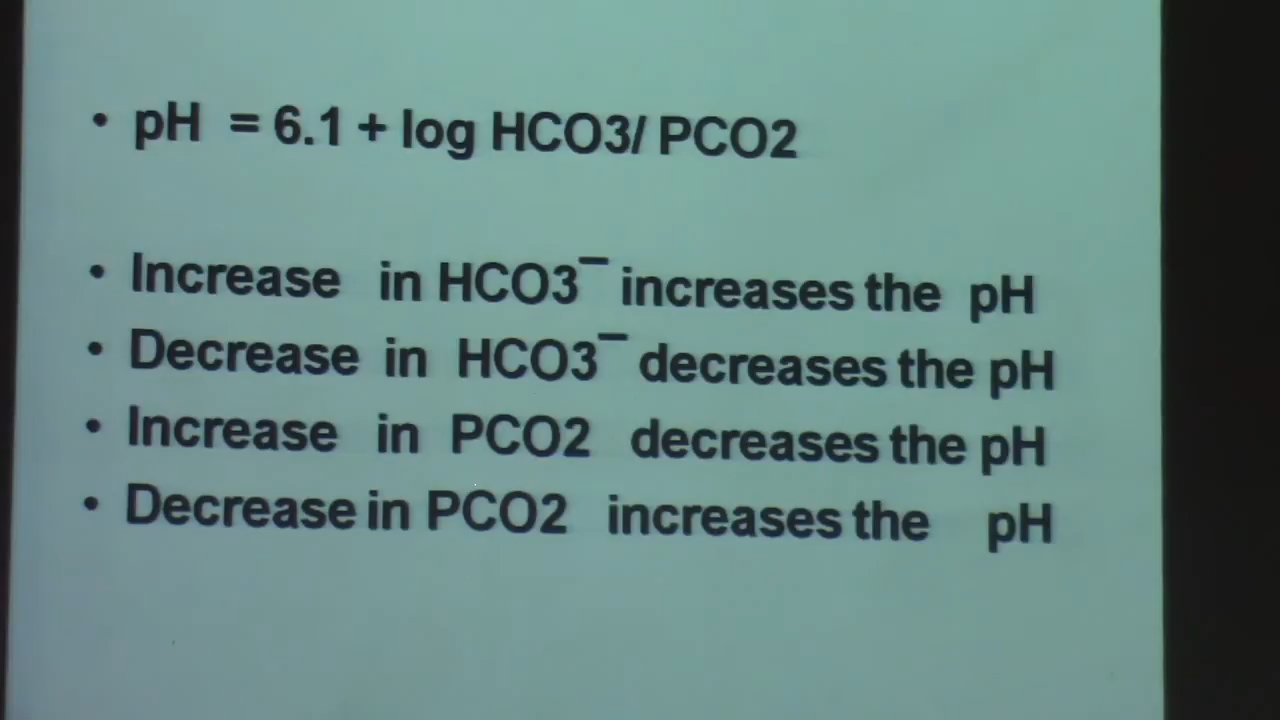 • pH = 6.1 + log HCO3/ PCO2
• Increase in HCO3¯ increases the pH
• Decrease in HCO3¯ decreases the pH
• Increase in PCO2 decreases the pH
• Decrease in PCO2 increases the pH